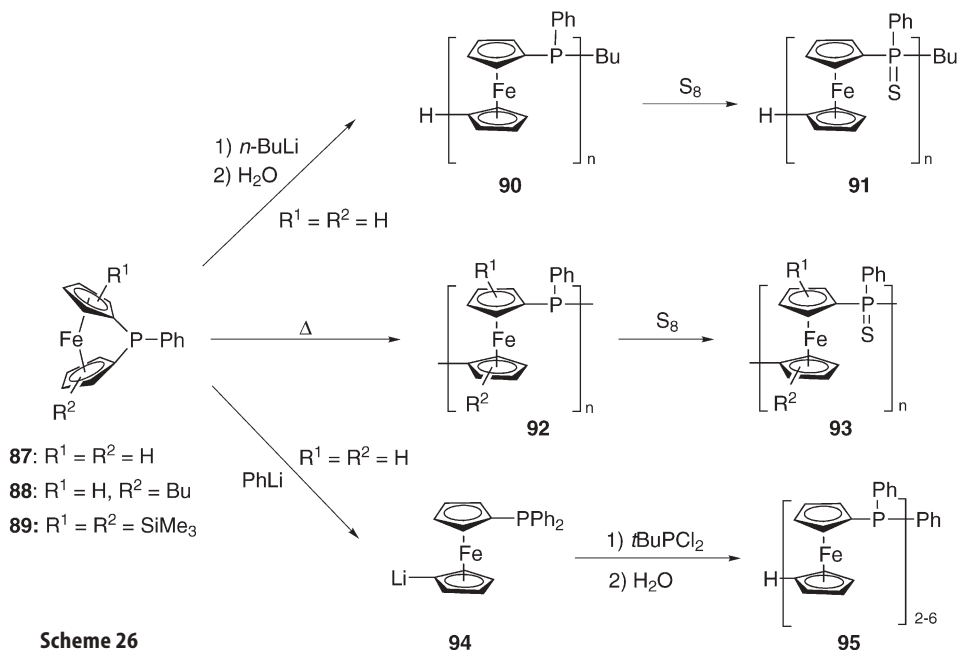 Ph
P
Bu
Fe
H
n
90
S8
Ph
P
Bu
S
Fe
H
n
91
1) n-BuLi
2) H2O
R1 = R2 = H
R1
Fe
P
Ph
R2
Δ
R1
Ph
P
Fe
R2
n
92
S8
R1
Ph
P
S
Fe
R2
n
93
87: R1 = R2 = H
88: R1 = H, R2 = Bu
89: R1 = R2 = SiMe3
R1 = R2 = H
PhLi
PPh2
Fe
Li
94
1) tBuPCl2
2) H2O
Ph
P
Ph
Fe
H
2-6
95
Scheme 26